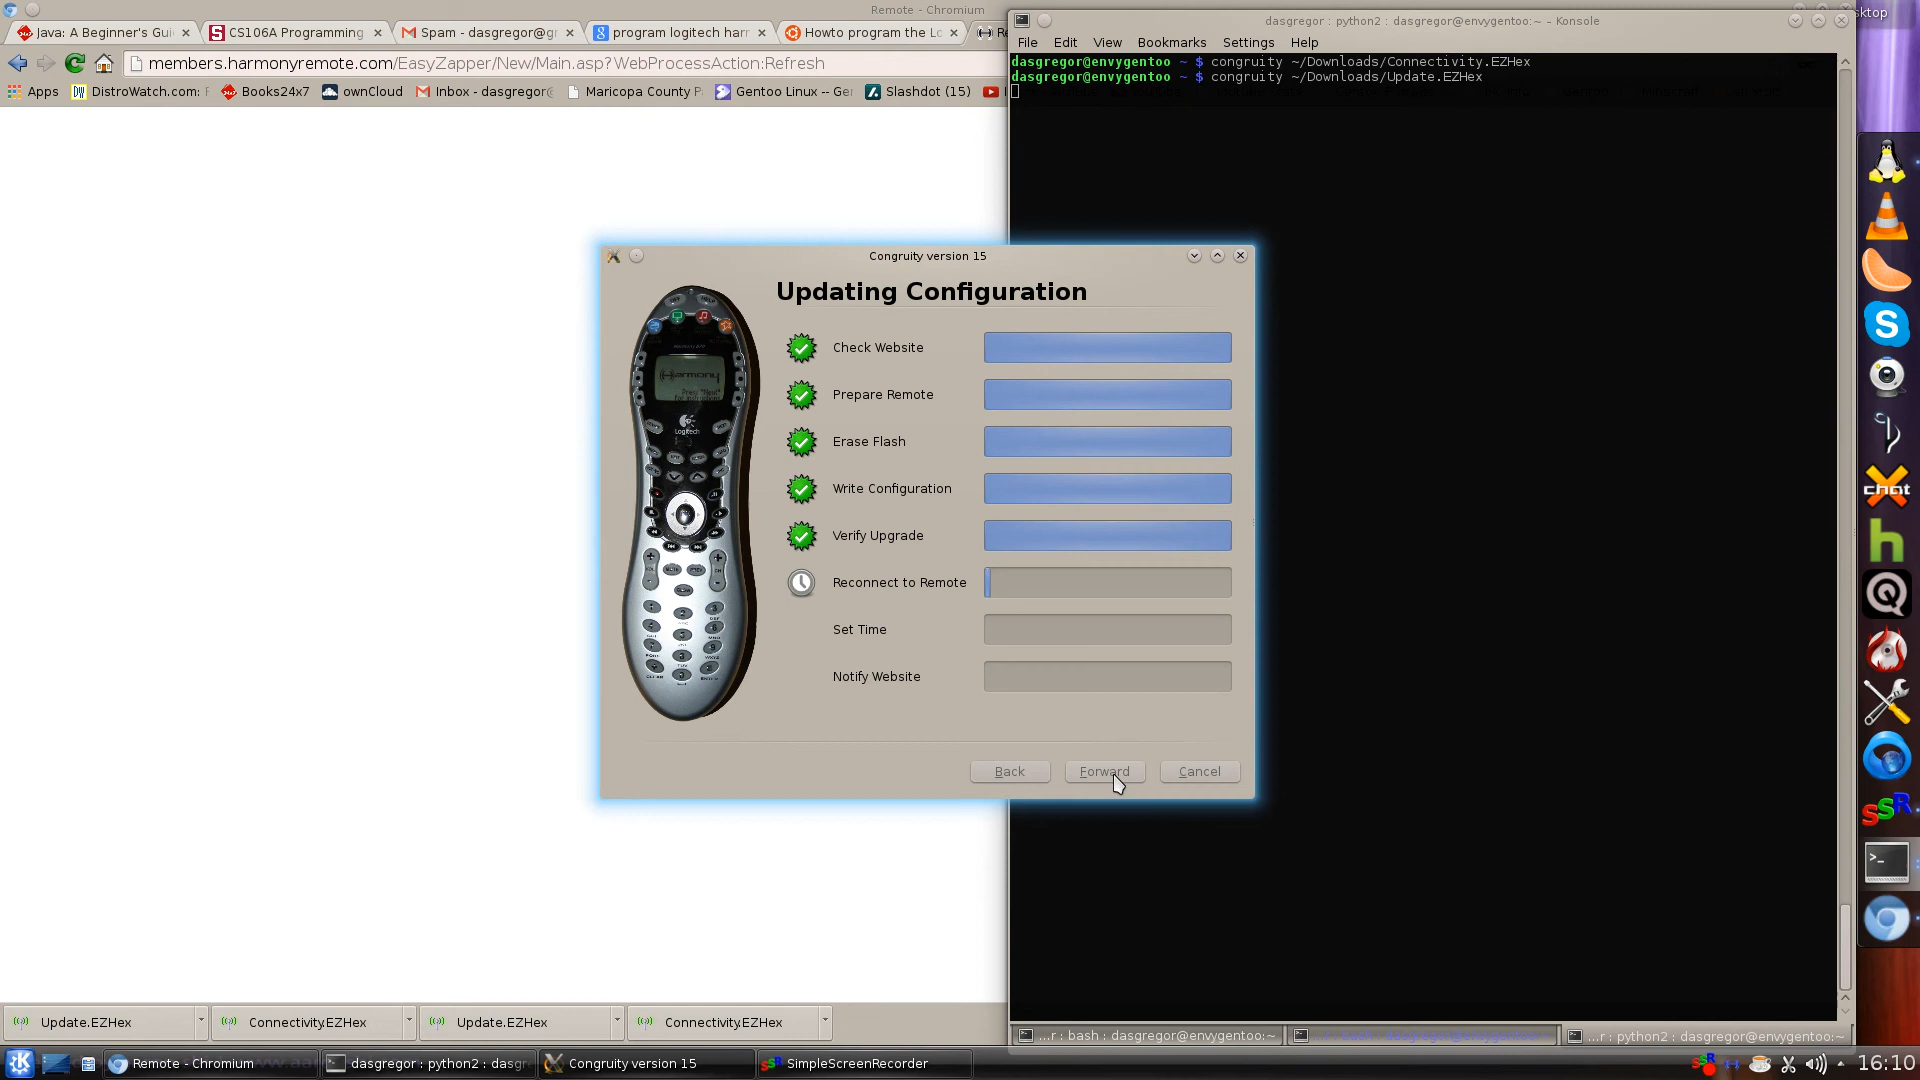 Remote - Chromium
Java: A Beginner's Gui
CS106A Programming
Spam - dasgregor@gr
program logitech harr
Howto program the Lo
members.harmonyremote.com/EasyZapper/New/Main.asp?WebProcessAction:Refresh
Apps
DistroWatch.com:
Books24x7
ownCloud
Inbox - dasgregor@
Maricopa County
Gentoo Linux -- Ge
Slashdot (15)
dasgregor : python2 : dasgregor@envygentoo:~ – Konsole
File Edit View Bookmarks Settings Help
dasgregor@envygentoo ~ $ congruity ~/Downloads/Connectivity.EZHex
dasgregor@envygentoo ~ $ congruity ~/Downloads/Update.EZHex
Congruity version 15
Updating Configuration
Check Website
Prepare Remote
Erase Flash
Write Configuration
Verify Upgrade
Reconnect to Remote
Set Time
Notify Website
Harmony
Logitech
Back
Forward
Cancel
chat
SSR
Update.EZHex
Connectivity.EZHex
Update.EZHex
Connectivity.EZHex
...r : bash : dasgregor@envygentoo:~
...r : python2 : dasgregor@envygentoo:~
Remote - Chromium
dasgregor : python2 : dasgr
Congruity version 15
SimpleScreenRecorder
16:10